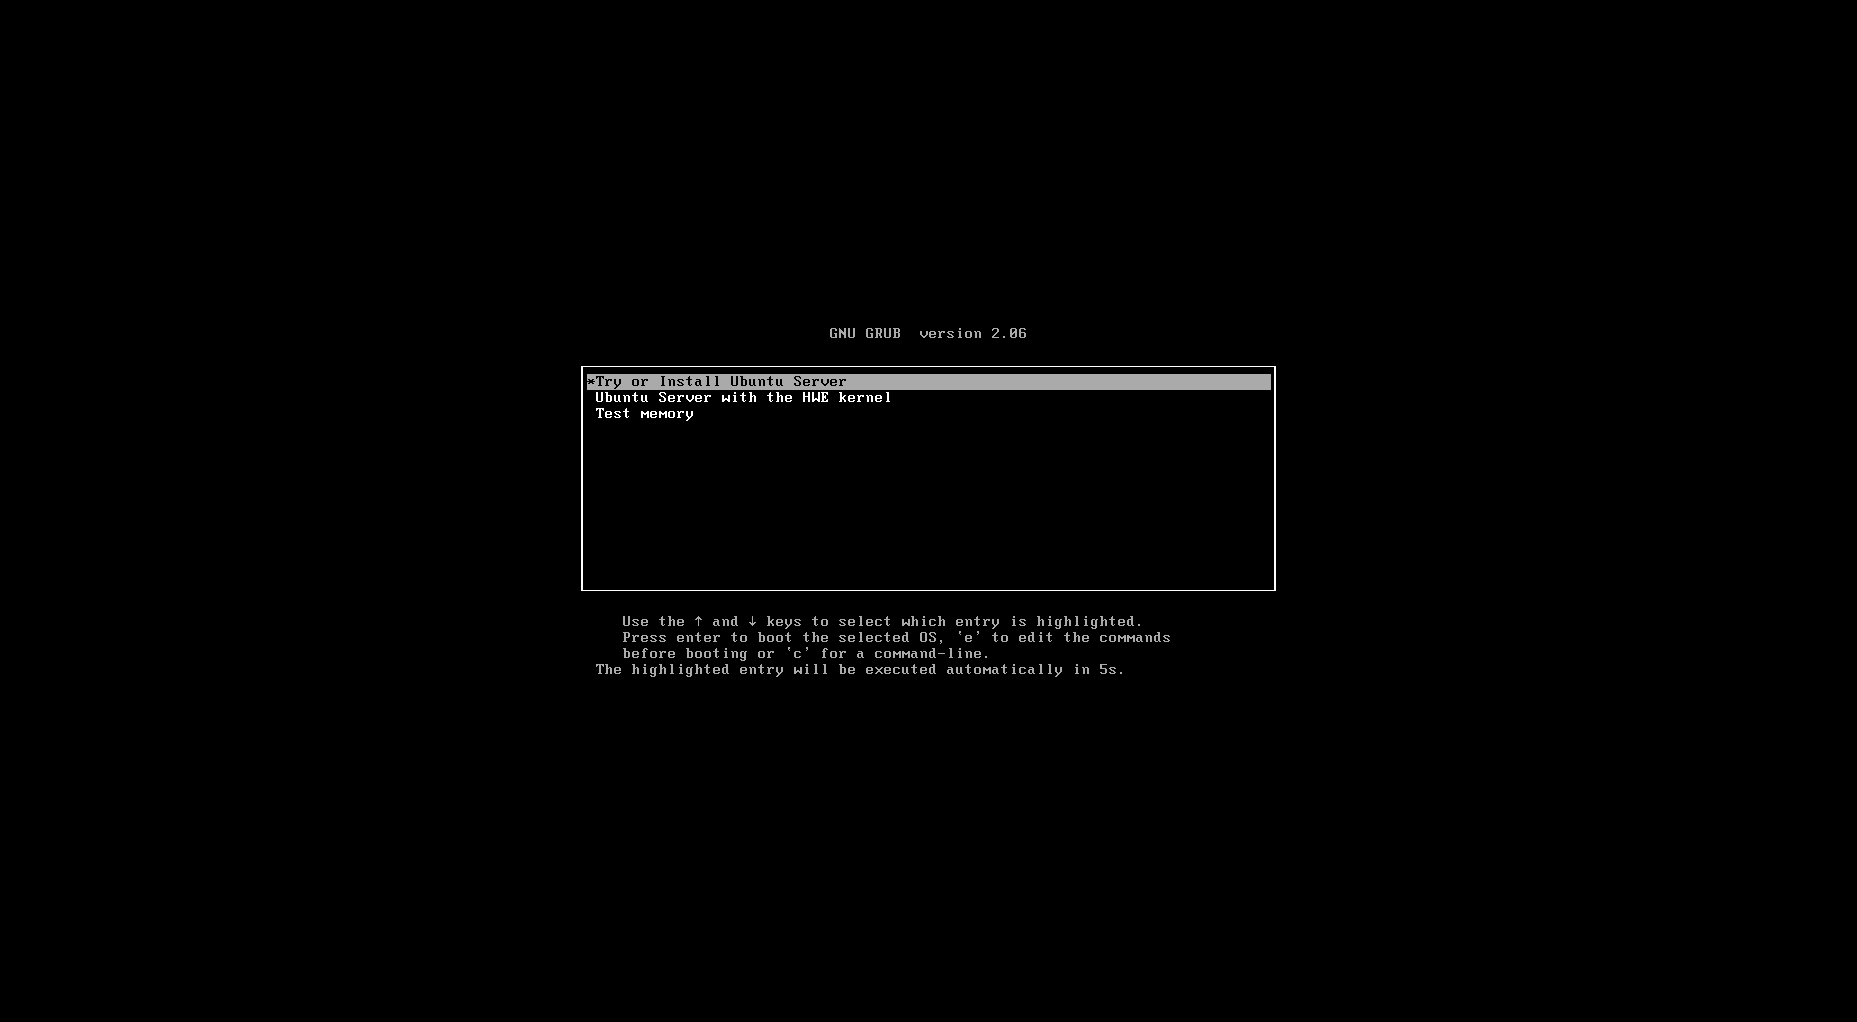 GNU GRUB  version 2.06
*Try or Install Ubuntu Server
Ubuntu Server with the HWE kernel
Test memory
Use the ↑ and ↓ keys to select which entry is highlighted.
Press enter to boot the selected OS, `e' to edit the commands
before booting or `c' for a command-line.
The highlighted entry will be executed automatically in 5s.